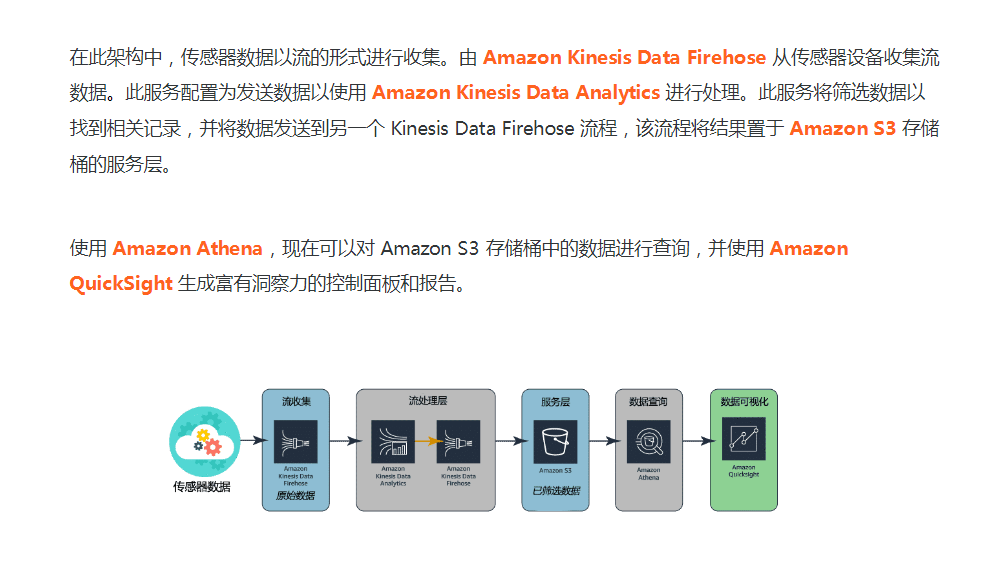 在此架构中，传感器数据以流的形式进行收集。由 Amazon Kinesis Data Firehose 从传感器设备收集流
数据。此服务配置为发送数据以使用 Amazon Kinesis Data Analytics 进行处理。此服务将筛选数据以
找到相关记录，并将数据发送到另一个 Kinesis Data Firehose 流程，该流程将结果置于 Amazon S3 存储
桶的服务层。
使用 Amazon Athena，现在可以对 Amazon S3 存储桶中的数据进行查询，并使用 Amazon
QuickSight 生成富有洞察力的控制面板和报告。
传感器数据
流收集
Amazon
Kinesis Data
Firehose
原始数据
流处理层
Amazon
Kinesis Data
Analytics
Amazon
Kinesis Data
Firehose
服务层
Amazon S3
已筛选数据
数据查询
Amazon
Athena
数据可视化
Amazon
Quicksight